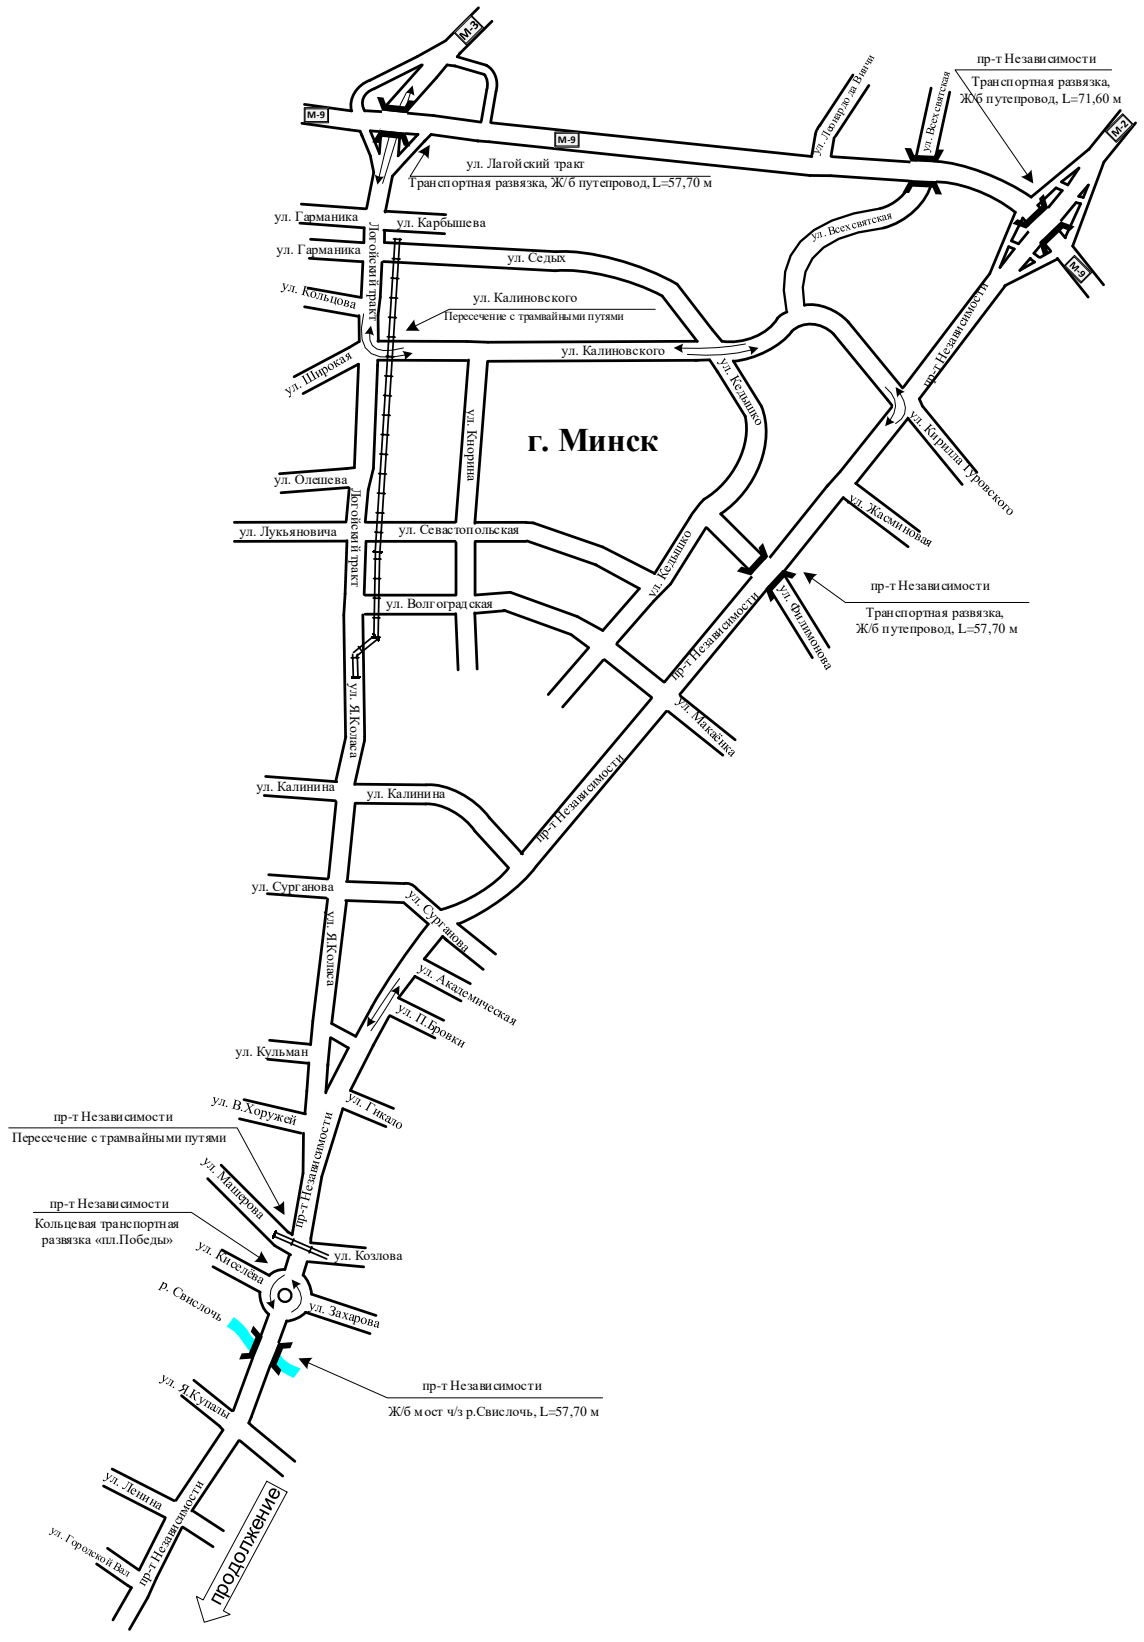 М-3
пр-т Независимости
Транспортная развязка,
Ж/б путепровод, L=71,60 м
ул. Леонардо да Винчи
ул. Всехсвятская
М-9
М-9
М-2
ул. Лагойский тракт
Транспортная развязка, Ж/б путепровод, L=57,70 м
ул. Гарманика
ул. Карбышева
Логойский тракт
ул. Всехсвятская
ул. Гарманика
ул. Седых
М-9
ул. Кольцова
ул. Калиновского
Пересечение с трамвайными путями
пр-т Независимости
ул. Широкая
ул. Калиновского
ул. Кедышко
г. Минск
ул. Кнорина
ул. Кирилла Туровского
ул. Олешева
Логойский тракт
ул. Жасминовая
ул. Лукьяновича
ул. Севастопольская
ул. Кедышко
пр-т Независимости
Транспортная развязка,
Ж/б путепровод, L=57,70 м
ул. Волгоградская
ул. Филимонова
пр-т Независимости
ул. Я.Коласа
ул. Макаёнка
ул. Калинина
ул. Калинина
пр-т Независимости
ул. Сурганова
ул. Сурганова
ул. Я.Коласа
ул. Академическая
ул. П.Бровки
ул. Кульман
ул. В.Хоружей
ул. Гикало
пр-т Независимости
Пересечение с трамвайными путями
пр-т Независимости
ул. Машерова
пр-т Независимости
Кольцевая транспортная
развязка «пл.Победы»
ул. Козлова
ул. Киселёва
р. Свислочь
ул. Захарова
пр-т Независимости
Ж/б мост ч/з р.Свислочь, L=57,70 м
ул. Я.Купалы
ул. Ленина
пр-т Независимости
ул. Городской Вал
продолжение